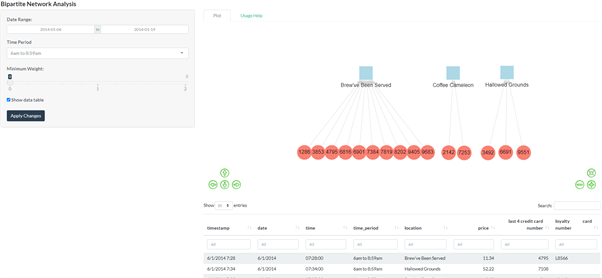 Bipartite Network Analysis
Date Range:
2014-01-06 to 2014-01-19
Time Period
6am to 8:59am
Minimum Weight:
0 2
0 1 2
Show data table
Apply Changes
Plot Usage Help
Brew've Been Served Coffee Cameleon Hallowed Grounds
1286 3853 4795 6816 6901 7384 7819 8202 9405 9683 2142 7253 3492 6691 9551
Show 10 entries Search:
last 4 credit card loyalty card
timestamp date time time_period location price number number
All All All All All All All All
6/1/2014 7:28 6/1/2014 07:28:00 6am to 8:59am Brew've Been Served 11.34 4795 L8566
6/1/2014 7:34 6/1/2014 07:34:00 6am to 8:59am Hallowed Grounds 52.22 7108